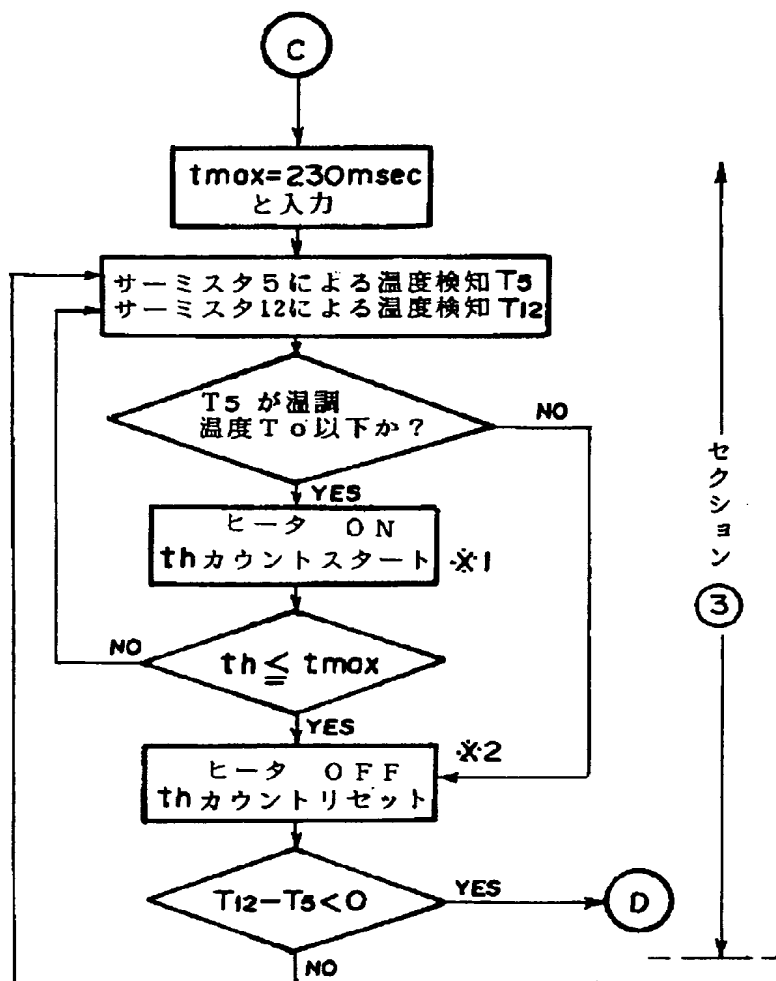 C
tmax=230msec
と入力
サーミスタ5による温度検知T5
サーミスタ12による温度検知T12
T5が温調
温度To以下か?
NO
YES
ヒータ ON
thカウントスタート ※1
NO
th≦tmax
YES
※2
ヒータ OFF
thカウントリセット
T12−T5<0
YES
D
NO
セクション
③